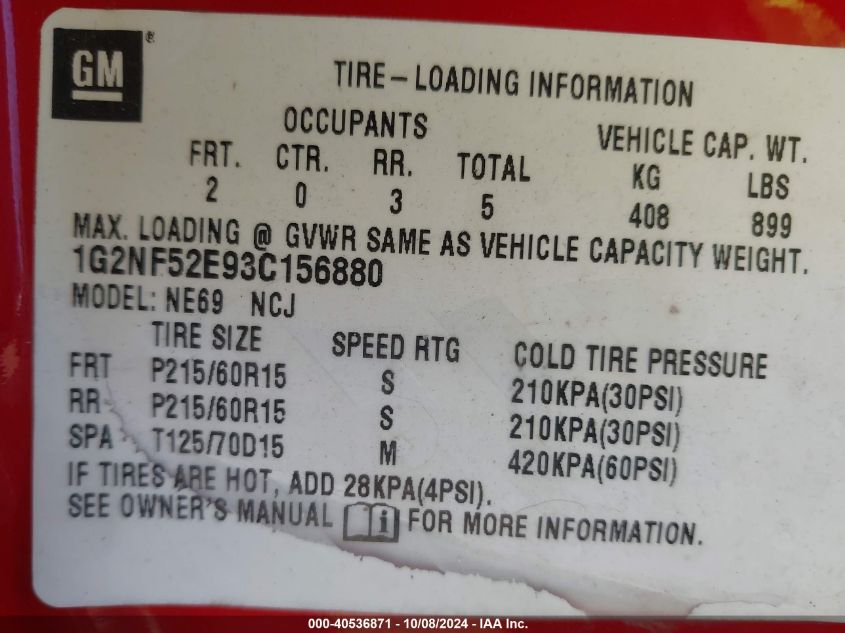 GM ®
TIRE-LOADING INFORMATION
OCCUPANTS VEHICLE CAP. WT.
FRT. CTR. RR. TOTAL KG LBS
2 0 3 5 408 899
MAX. LOADING @ GVWR SAME AS VEHICLE CAPACITY WEIGHT.
1G2NF52E93C156880
MODEL: NE69 NCJ
TIRE SIZE SPEED RTG COLD TIRE PRESSURE
FRT P215/60R15 S 210KPA(30PSI)
RR P215/60R15 S 210KPA(30PSI)
SPA T125/70D15 M 420KPA(60PSI)
IF TIRES ARE HOT, ADD 28KPA(4PSI).
SEE OWNER'S MANUAL i FOR MORE INFORMATION.
000-40536871 - 10/08/2024 - IAA Inc.